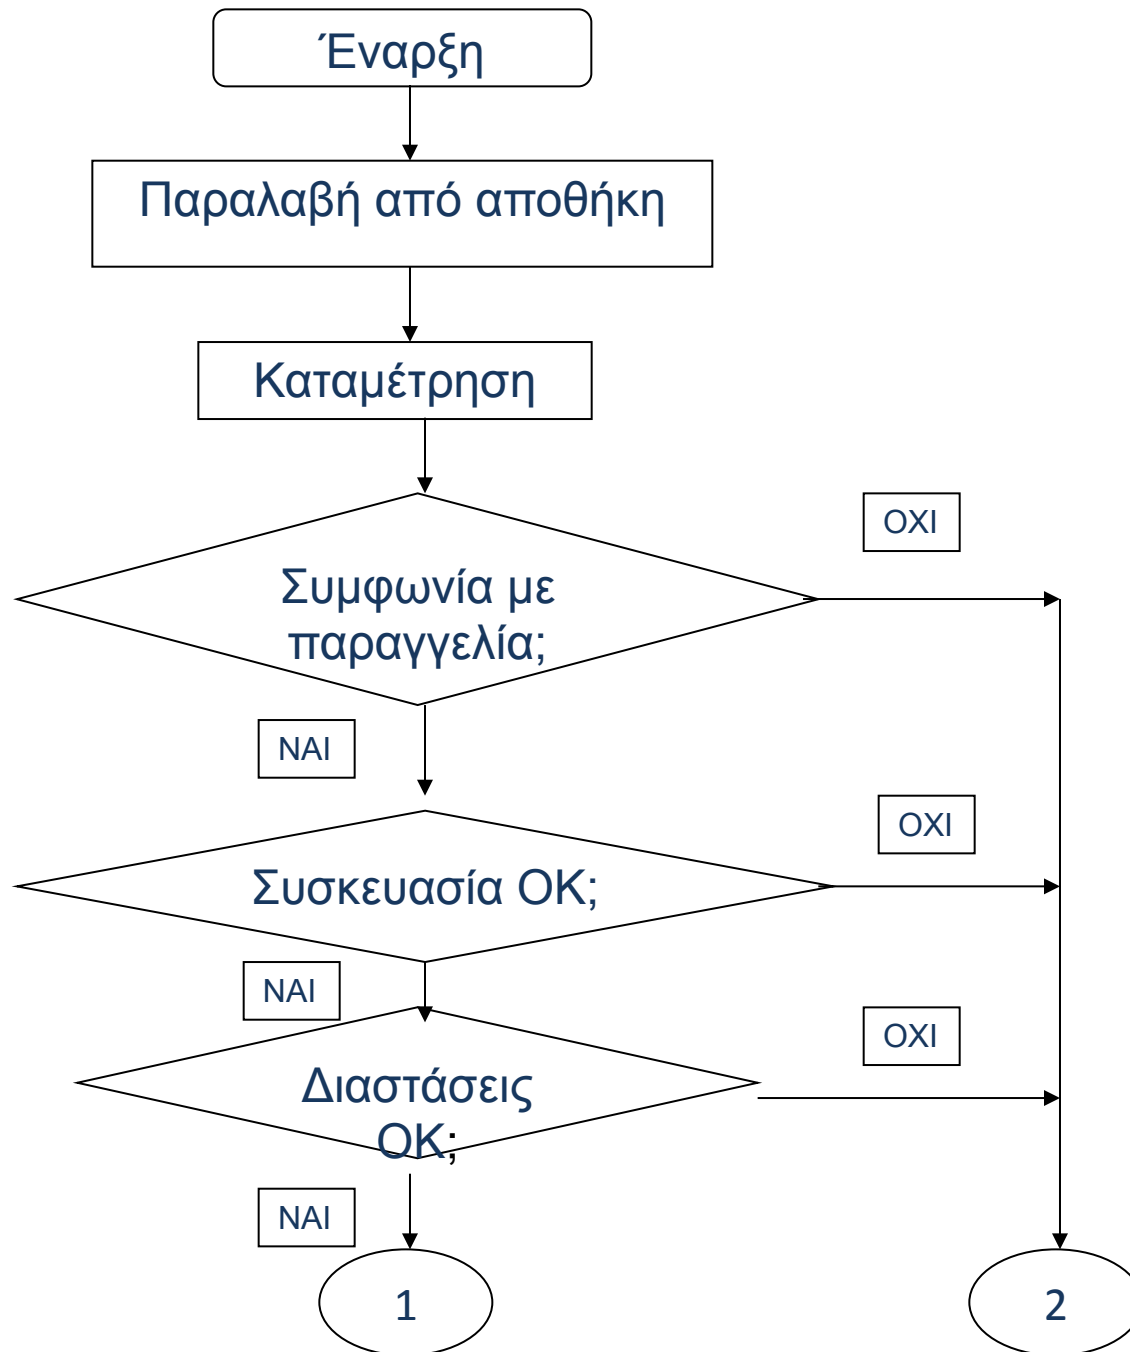 Έναρξη
Παραλαβή από αποθήκη
Καταμέτρηση
ΟΧΙ
Συμφωνία με
παραγγελία;
ΝΑΙ
ΟΧΙ
Συσκευασία ΟΚ;
ΝΑΙ
ΟΧΙ
Διαστάσεις
ΟΚ;
ΝΑΙ
1
2